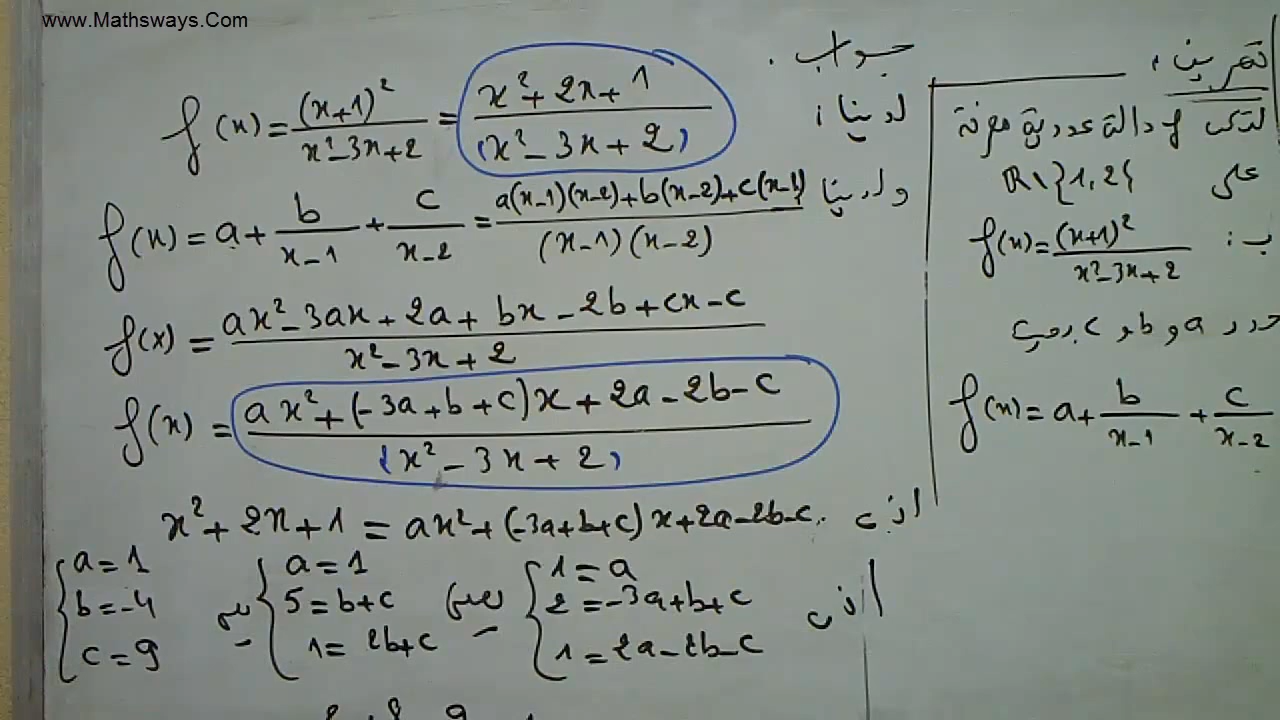 www.Mathsways.Com
تمرين:
لتكن f دالة عددية معرفة
على ℝ\{1,2}
بـ: f(x)=(x+1)²/(x²-3x+2)
حدد a و b و c بحيث
f(x)=a+b/(x-1)+c/(x-2)
جواب.
لدينا: f(x)=(x+1)²/(x²-3x+2)=(x²+2x+1)/(x²-3x+2)
ولدينا f(x)=a+b/(x-1)+c/(x-2)=(a(x-1)(x-2)+b(x-2)+c(x-1))/((x-1)(x-2))
f(x)=(ax²-3ax+2a+bx-2b+cx-c)/(x²-3x+2)
f(x)=(ax²+(-3a+b+c)x+2a-2b-c)/(x²-3x+2)
اذن x²+2x+1=ax²+(-3a+b+c)x+2a-2b-c.
اذن {1=a يعني {a=1 {a=1
2=-3a+b+c 5=b+c b=-4
1=2a-2b-c 1=2b+c c=9